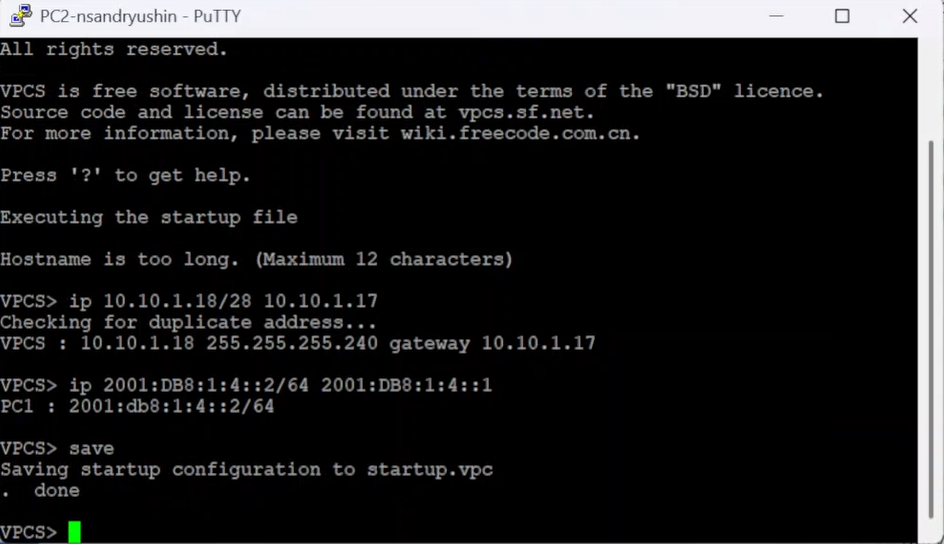 PC2-nsandryushin - PuTTY
All rights reserved.
VPCS is free software, distributed under the terms of the "BSD" licence.
Source code and license can be found at vpcs.sf.net.
For more information, please visit wiki.freecode.com.cn.
Press '?' to get help.
Executing the startup file
Hostname is too long. (Maximum 12 characters)
VPCS> ip 10.10.1.18/28 10.10.1.17
Checking for duplicate address...
VPCS : 10.10.1.18 255.255.255.240 gateway 10.10.1.17
VPCS> ip 2001:DB8:1:4::2/64 2001:DB8:1:4::1
PC1 : 2001:db8:1:4::2/64
VPCS> save
Saving startup configuration to startup.vpc
.  done
VPCS>